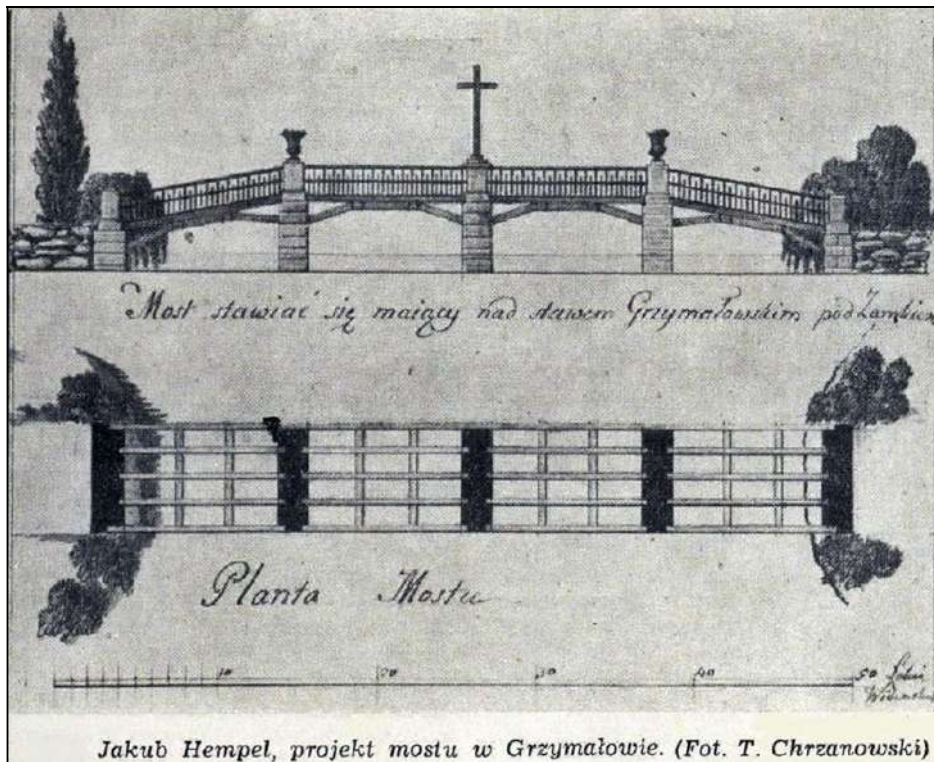 Most stawiać się maiący nad stawem Grzymałowskim pod Zamkiem
Planta Mostu
10 20 30 40 50 Łokci
Jakub Hempel, projekt mostu w Grzymałowie. (Fot. T. Chrzanowski)